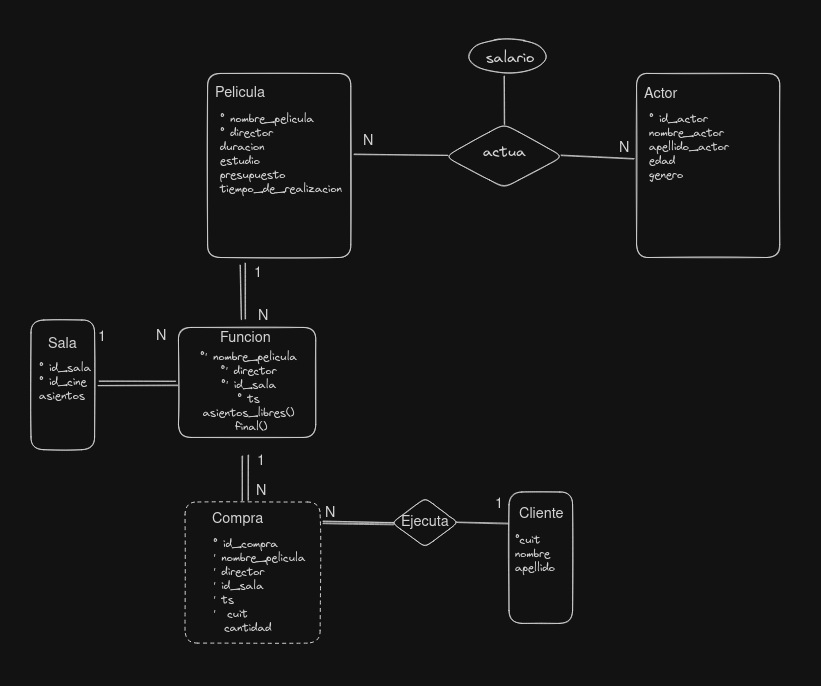 salario
Pelicula
° nombre_pelicula
° director
duracion
estudio
presupuesto
tiempo_de_realizacion
N
actua
N
Actor
° id_actor
nombre_actor
apellido_actor
edad
genero
1
N
Sala
° id_sala
° id_cine
asientos
1
N
Funcion
°' nombre_pelicula
°' director
°' id_sala
° ts
asientos_libres()
final()
1
N
Compra
° id_compra
' nombre_pelicula
' director
' id_sala
' ts
' cuit
cantidad
N
Ejecuta
1
Cliente
°cuit
nombre
apellido